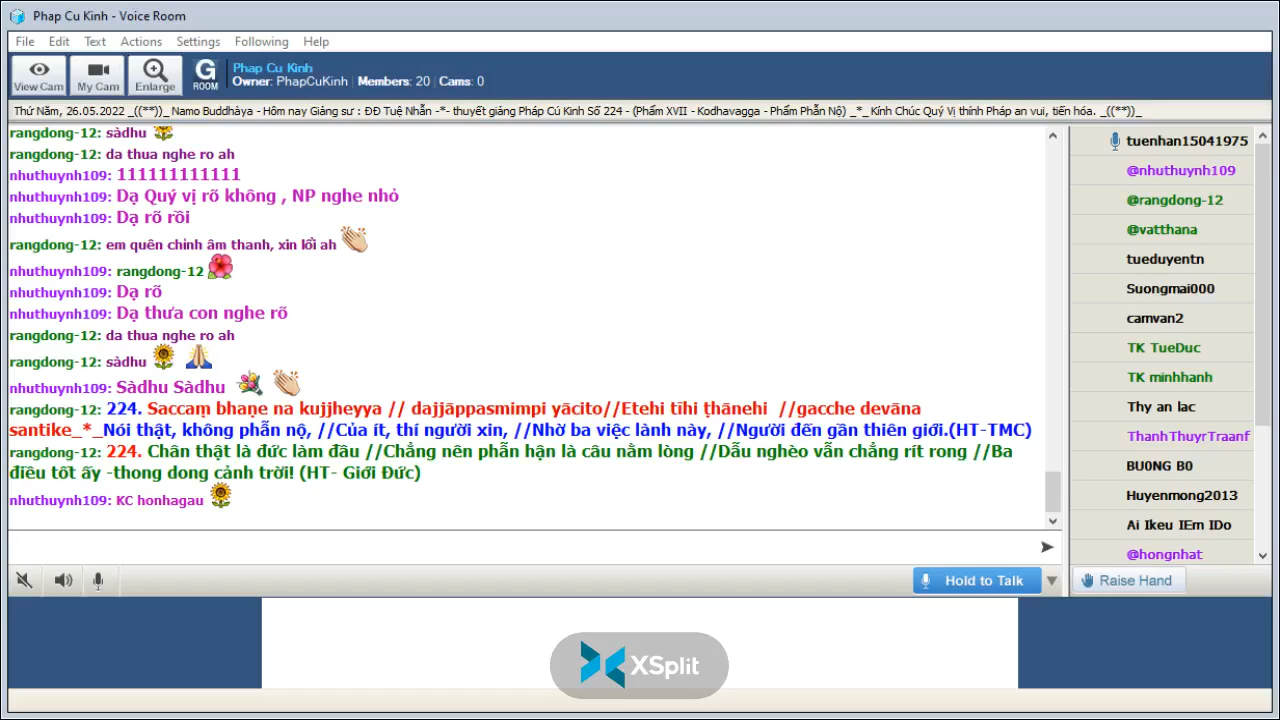 Phap Cu Kinh - Voice Room
File Edit Text Actions Settings Following Help
View Cam My Cam Enlarge G ROOM
Phap Cu Kinh
Owner: PhapCuKinh | Members: 20 | Cams: 0
Thứ Năm, 26.05.2022 _((**))_ Namo Buddhàya - Hôm nay Giảng sư : ĐĐ Tuệ Nhẫn -*- thuyết giảng Pháp Cú Kinh Số 224 - (Phẩm XVII - Kodhavagga - Phẩm Phẫn Nộ) _*_ Kính Chúc Quý Vị thính Pháp an vui, tiến hóa. _((**))_
rangdong-12: sàdhu
da thua nghe ro ah
nhuthuynh109: 111111111111
Dạ Quý vị rõ không , NP nghe nhỏ
nhuthuynh109: Dạ rõ rồi
rangdong-12: em quên chỉnh âm thanh, xin lỗi ah
nhuthuynh109: rangdong-12
nhuthuynh109: Dạ rõ
nhuthuynh109: Dạ thưa con nghe rõ
rangdong-12: da thua nghe ro ah
rangdong-12: sàdhu
nhuthuynh109: Sàdhu Sàdhu
rangdong-12: 224. Saccaṃ bhaṇe na kujjheyya // dajjāppasmimpi yācito//Etehi tīhi ṭhānehi //gacche devāna
santike_*_Nói thật, không phẫn nộ, //Của ít, thí người xin, //Nhờ ba việc lành này, //Người đến gần thiên giới.(HT-TMC)
rangdong-12: 224. Chân thật là đức làm đầu //Chẳng nên phẫn hận là câu nằm lòng //Dẫu nghèo vẫn chẳng rít rong //Ba
điều tốt ấy -thong dong cảnh trời! (HT- Giới Đức)
nhuthuynh109: KC honhagau
tuenhan15041975
@nhuthuynh109
@rangdong-12
@vatthana
tueduyentn
Suongmai000
camvan2
TK TueDuc
TK minhhanh
Thy an lac
ThanhThuyrTraanf
BU0NG B0
Huyenmong2013
Ai Ikeu IEm IDo
@hongnhat
Hold to Talk
Raise Hand
XSplit